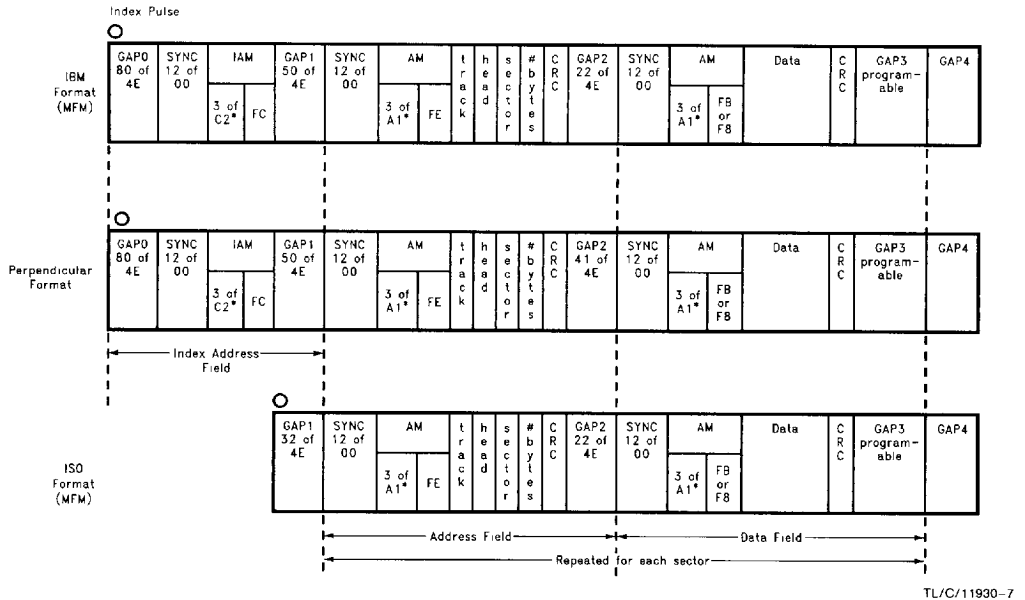 Index Pulse
IBM
Format
(MFM)
GAP0
80 of
4E
SYNC
12 of
00
IAM
3 of
C2*
FC
GAP1
50 of
4E
SYNC
12 of
00
AM
3 of
A1*
FE
track
head
sector
# bytes
CRC
GAP2
22 of
4E
SYNC
12 of
00
AM
3 of
A1*
FB
or
F8
Data
CRC
GAP3
program-
able
GAP4
Perpendicular
Format
GAP0
80 of
4E
SYNC
12 of
00
IAM
3 of
C2*
FC
GAP1
50 of
4E
SYNC
12 of
00
AM
3 of
A1*
FE
track
head
sector
# bytes
CRC
GAP2
41 of
4E
SYNC
12 of
00
AM
3 of
A1*
FB
or
F8
Data
CRC
GAP3
program-
able
GAP4
Index Address
Field
ISO
Format
(MFM)
GAP1
32 of
4E
SYNC
12 of
00
AM
3 of
A1*
FE
track
head
sector
# bytes
CRC
GAP2
22 of
4E
SYNC
12 of
00
AM
3 of
A1*
FB
or
F8
Data
CRC
GAP3
program-
able
GAP4
Address Field
Data Field
Repeated for each sector
TL/C/11930-7